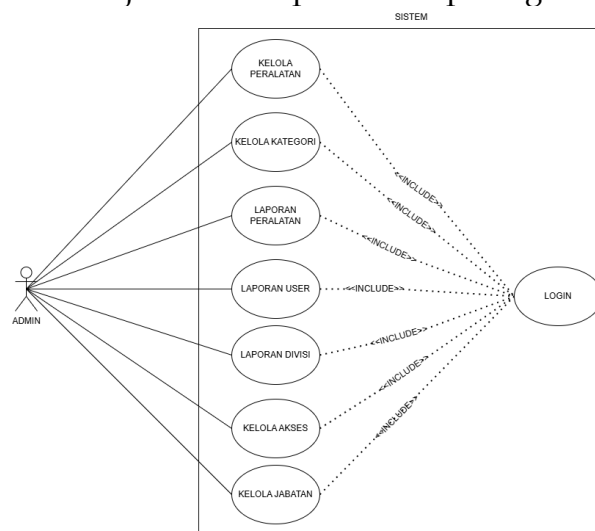 SISTEM
KELOLA
PERALATAN
KELOLA KATEGORI
LAPORAN
PERALATAN
LAPORAN USER
LAPORAN DIVISI
KELOLA AKSES
KELOLA JABATAN
ADMIN
<<INCLUDE>>
<<INCLUDE>>
<<INCLUDE>>
<<INCLUDE>>
<<INCLUDE>>
<<INCLUDE>>
<<INCLUDE>>
LOGIN